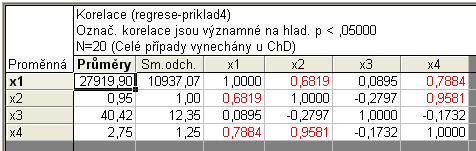 Korelace (regrese-priklad4)
Označ. korelace jsou významné na hlad. p < ,05000
N=20 (Celé případy vynechány u ChD)
Proměnná Průměry Sm.odch. x1 x2 x3 x4
x1 27919,90 10937,07 1,0000 0,6819 0,0895 0,7884
x2 0,95 1,00 0,6819 1,0000 -0,2797 0,9581
x3 40,42 12,35 0,0895 -0,2797 1,0000 -0,1732
x4 2,75 1,25 0,7884 0,9581 -0,1732 1,0000